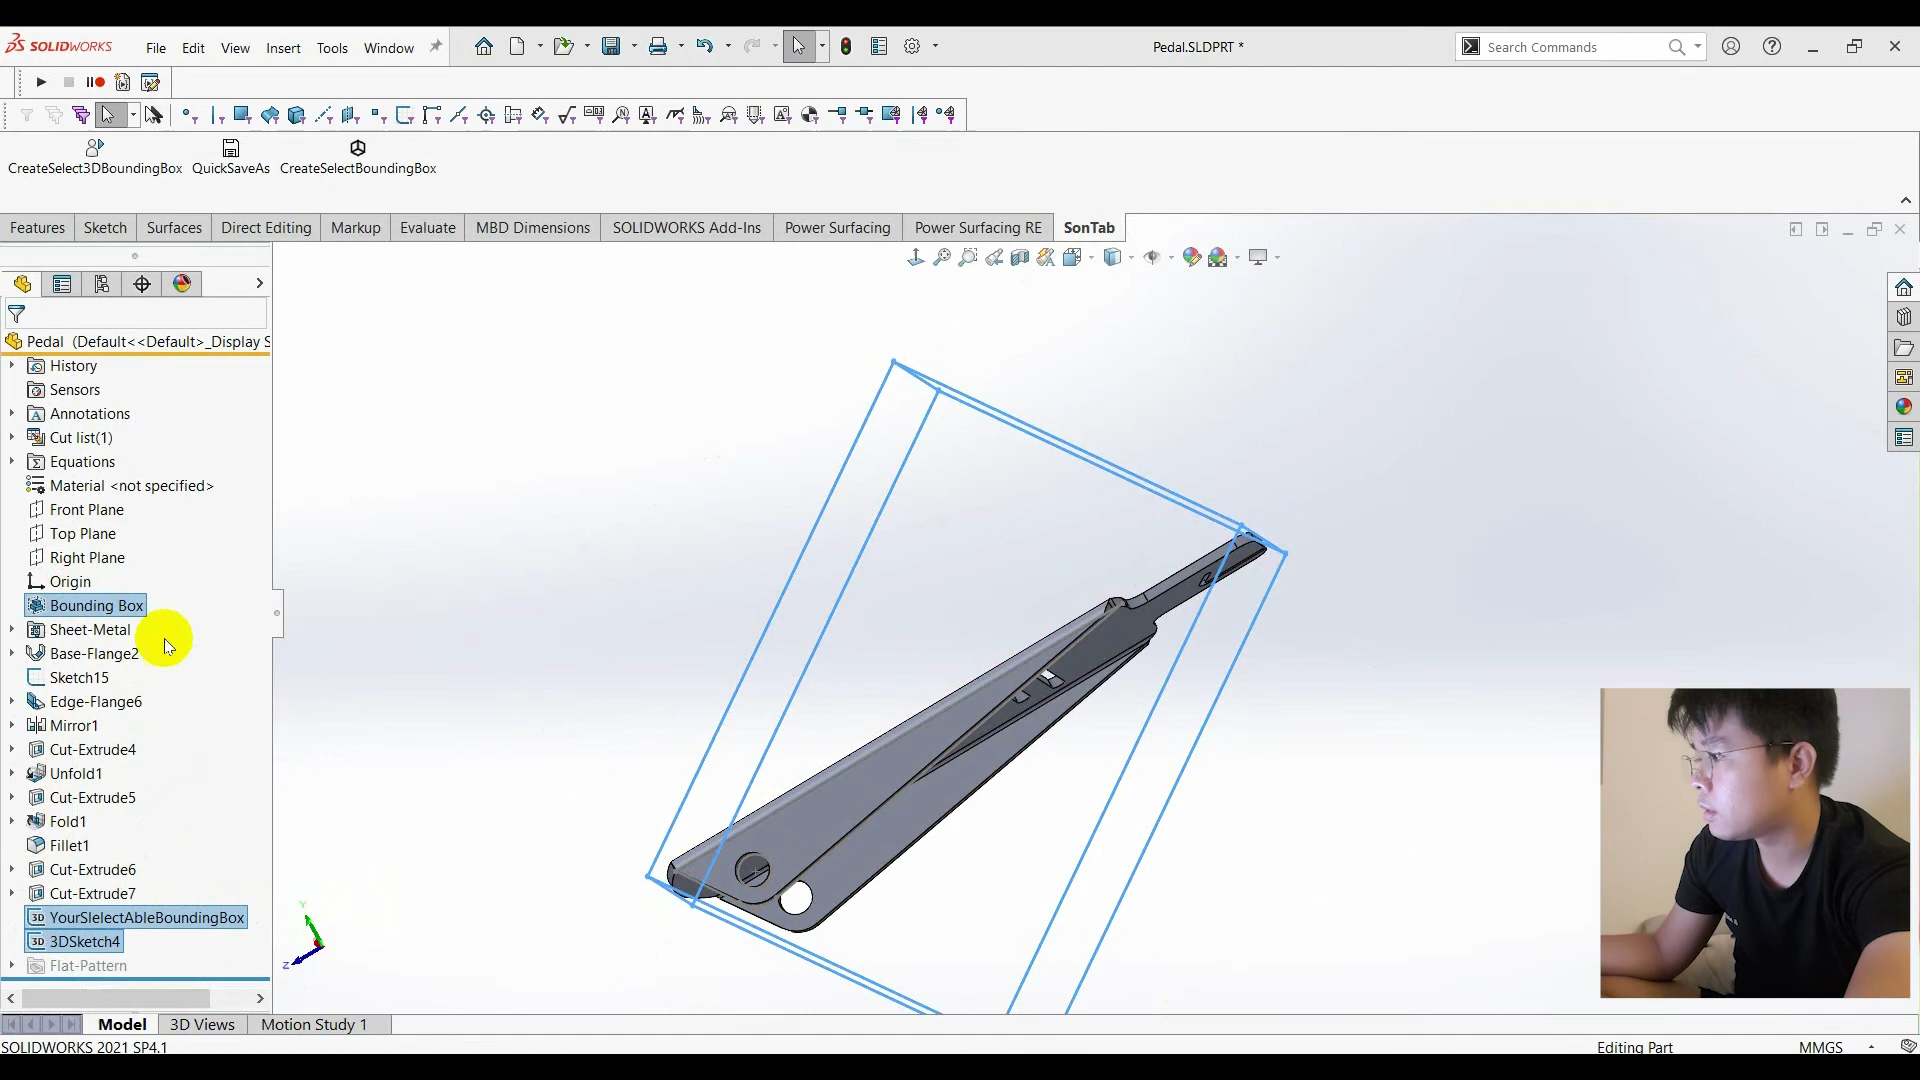 SOLIDWORKS File Edit View Insert Tools Window Pedal.SLDPRT * Search Commands
CreateSelect3DBoundingBox QuickSaveAs CreateSelectBoundingBox
Features Sketch Surfaces Direct Editing Markup Evaluate MBD Dimensions SOLIDWORKS Add-Ins Power Surfacing Power Surfacing RE SonTab
Pedal (Default<<Default>_Display S
History
Sensors
Annotations
Cut list(1)
Equations
Material <not specified>
Front Plane
Top Plane
Right Plane
Origin
Bounding Box
Sheet-Metal
Base-Flange2
Sketch15
Edge-Flange6
Mirror1
Cut-Extrude4
Unfold1
Cut-Extrude5
Fold1
Fillet1
Cut-Extrude6
Cut-Extrude7
3D YourSlelectAbleBoundingBox
3D 3DSketch4
Flat-Pattern
Y
Z
Model 3D Views Motion Study 1
SOLIDWORKS 2021 SP4.1 Editing Part MMGS